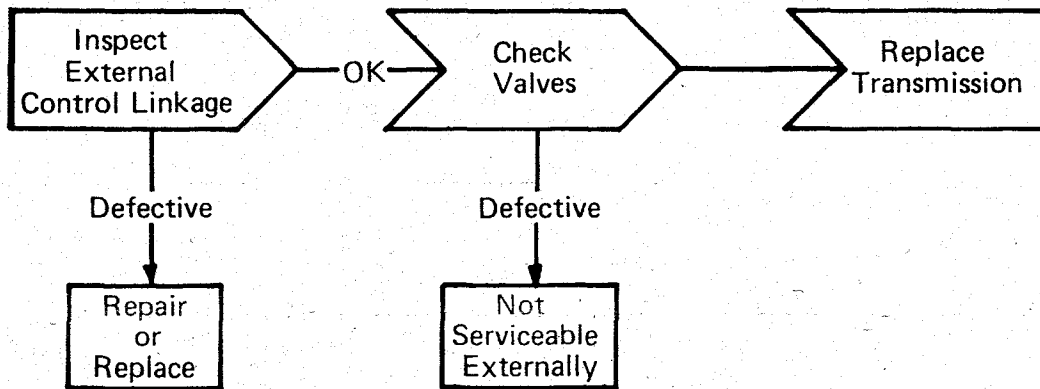 Inspect
External
Control Linkage
OK
Check
Valves
Replace
Transmission
Defective
Defective
Repair
or
Replace
Not
Serviceable
Externally